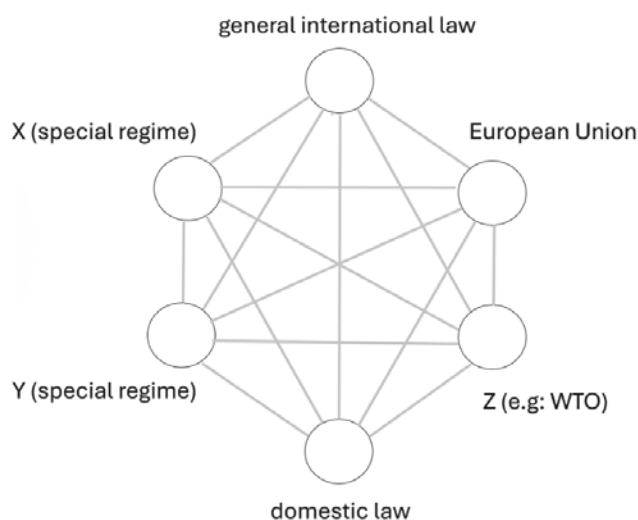 general international law
X (special regime)
European Union
Y (special regime)
Z (e.g: WTO)
domestic law